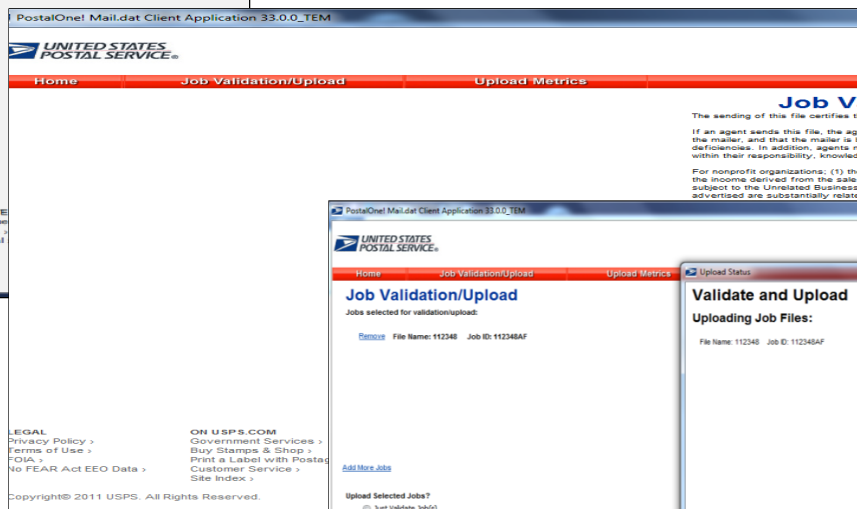 PostalOne! Mail.dat Client Application 33.0.0_TEM
UNITED STATES
POSTAL SERVICE®
Home Job Validation/Upload Upload Metrics
Job V
The sending of this file certifies t
If an agent sends this file, the ag
the mailer, and that the mailer is l
deficiencies. In addition, agents r
within their responsibility, knowled
For nonprofit organizations; (1) th
the income derived from the sale
subject to the Unrelated Business
advertised are substantially relate
LEGAL
Privacy Policy ›
Terms of Use ›
FOIA ›
No FEAR Act EEO Data ›
ON USPS.COM
Government Services ›
Buy Stamps & Shop ›
Print a Label with Postag
Customer Service ›
Site Index ›
Copyright© 2011 USPS. All Rights Reserved.
PostalOne! Mail.dat Client Application 33.0.0_TEM
UNITED STATES
POSTAL SERVICE®
Home Job Validation/Upload Upload Metrics
Job Validation/Upload
Jobs selected for validation/upload:
Remove File Name: 112348 Job ID: 112348AF
Add More Jobs
Upload Selected Jobs?
Just Validate Job(s)
Upload Status
Validate and Upload
Uploading Job Files:
File Name: 112348 Job ID: 112348AF